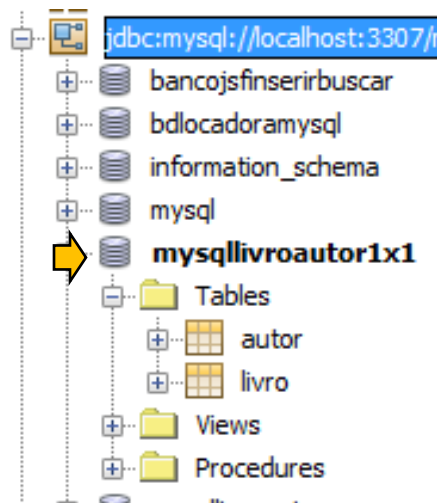 jdbc:mysql://localhost:3307/
bancojsfinserirbuscar
bdlocadoramysql
information_schema
mysql
mysqllivroautor1x1
Tables
autor
livro
Views
Procedures